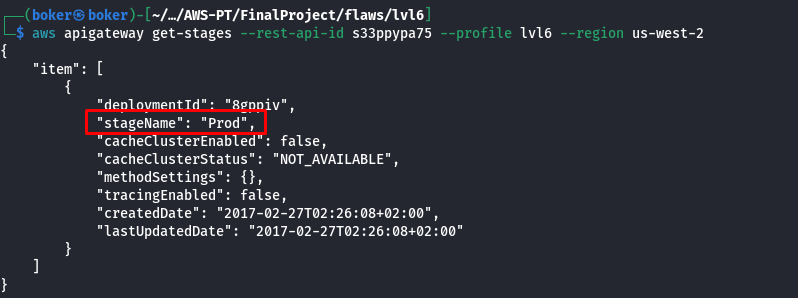 (boker㉿boker)-[~/…/AWS-PT/FinalProject/flaws/lvl6]
$ aws apigateway get-stages --rest-api-id s33ppypa75 --profile lvl6 --region us-west-2
{
"item": [
{
"deploymentId": "8gppiv",
"stageName": "Prod",
"cacheClusterEnabled": false,
"cacheClusterStatus": "NOT_AVAILABLE",
"methodSettings": {},
"tracingEnabled": false,
"createdDate": "2017-02-27T02:26:08+02:00",
"lastUpdatedDate": "2017-02-27T02:26:08+02:00"
}
]
}